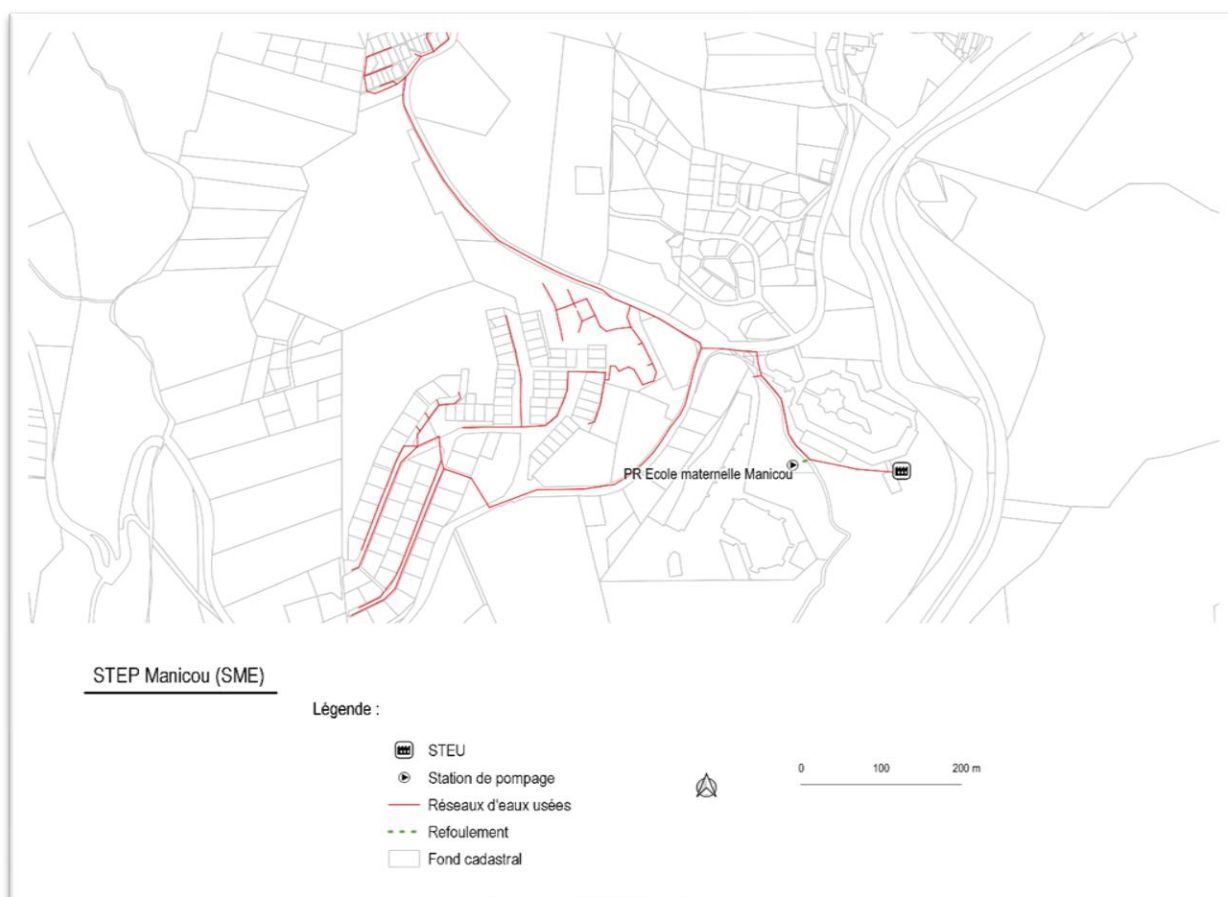 PR Ecole maternelle Manicou
STEP Manicou (SME)
Légende :
STEU
Station de pompage
Réseaux d'eaux usées
Refoulement
Fond cadastral
0 100 200 m